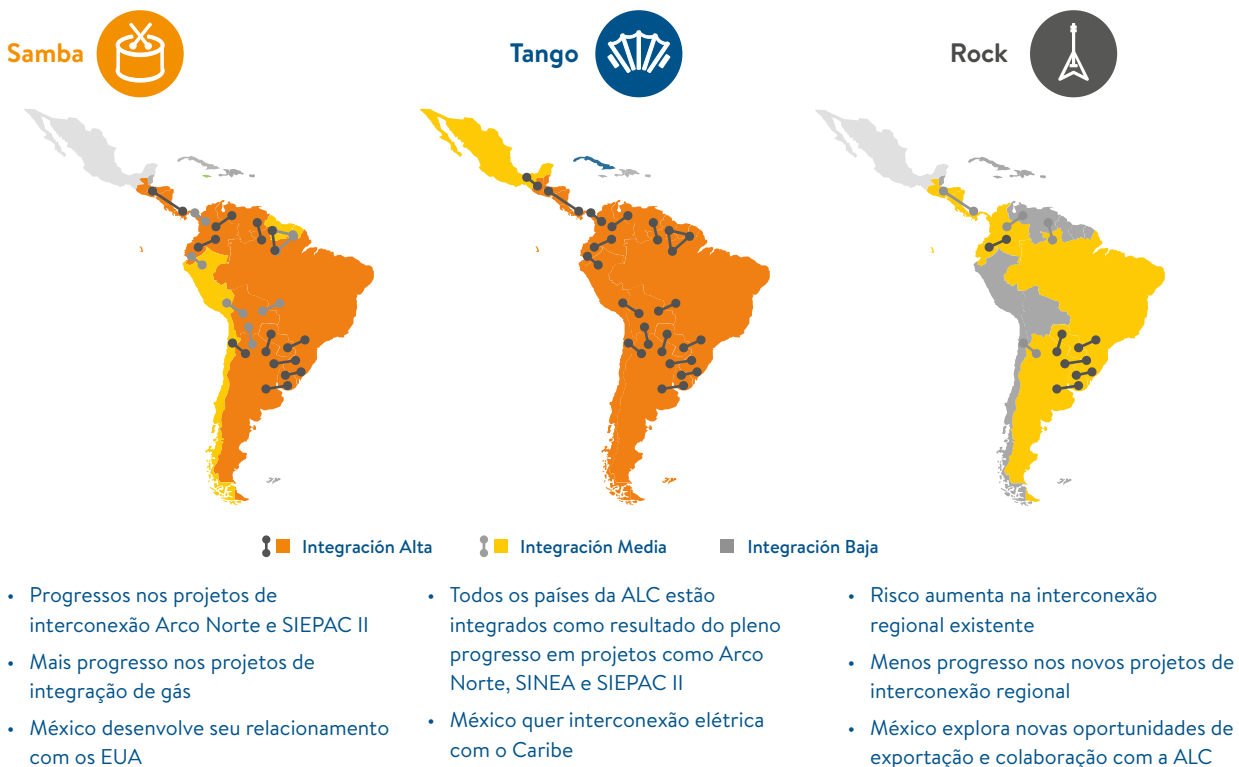 Samba
Tango
Rock
Integración Alta
Integración Media
Integración Baja
• Progressos nos projetos de
interconexão Arco Norte e SIEPAC II
• Mais progresso nos projetos de
integração de gás
• México desenvolve seu relacionamento
com os EUA
• Todos os países da ALC estão
integrados como resultado do pleno
progresso em projetos como Arco
Norte, SINEA e SIEPAC II
• México quer interconexão elétrica
com o Caribe
• Risco aumenta na interconexão
regional existente
• Menos progresso nos novos projetos de
interconexão regional
• México explora novas oportunidades de
exportação e colaboração com a ALC